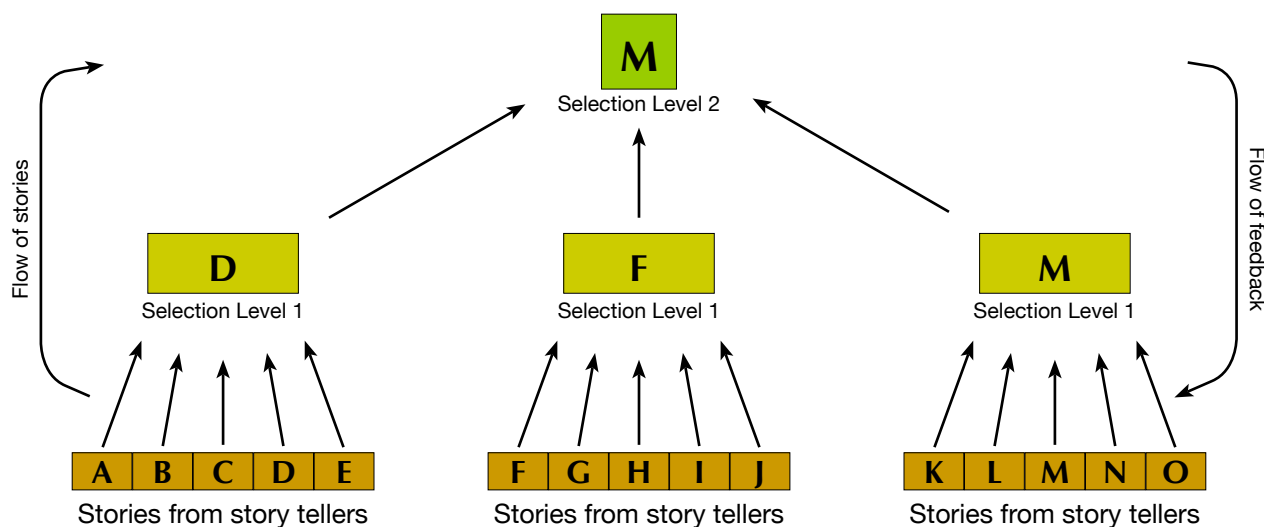 M
Selection Level 2
Flow of stories
Flow of feedback
D
Selection Level 1
F
Selection Level 1
M
Selection Level 1
A B C D E
Stories from story tellers
F G H I J
Stories from story tellers
K L M N O
Stories from story tellers